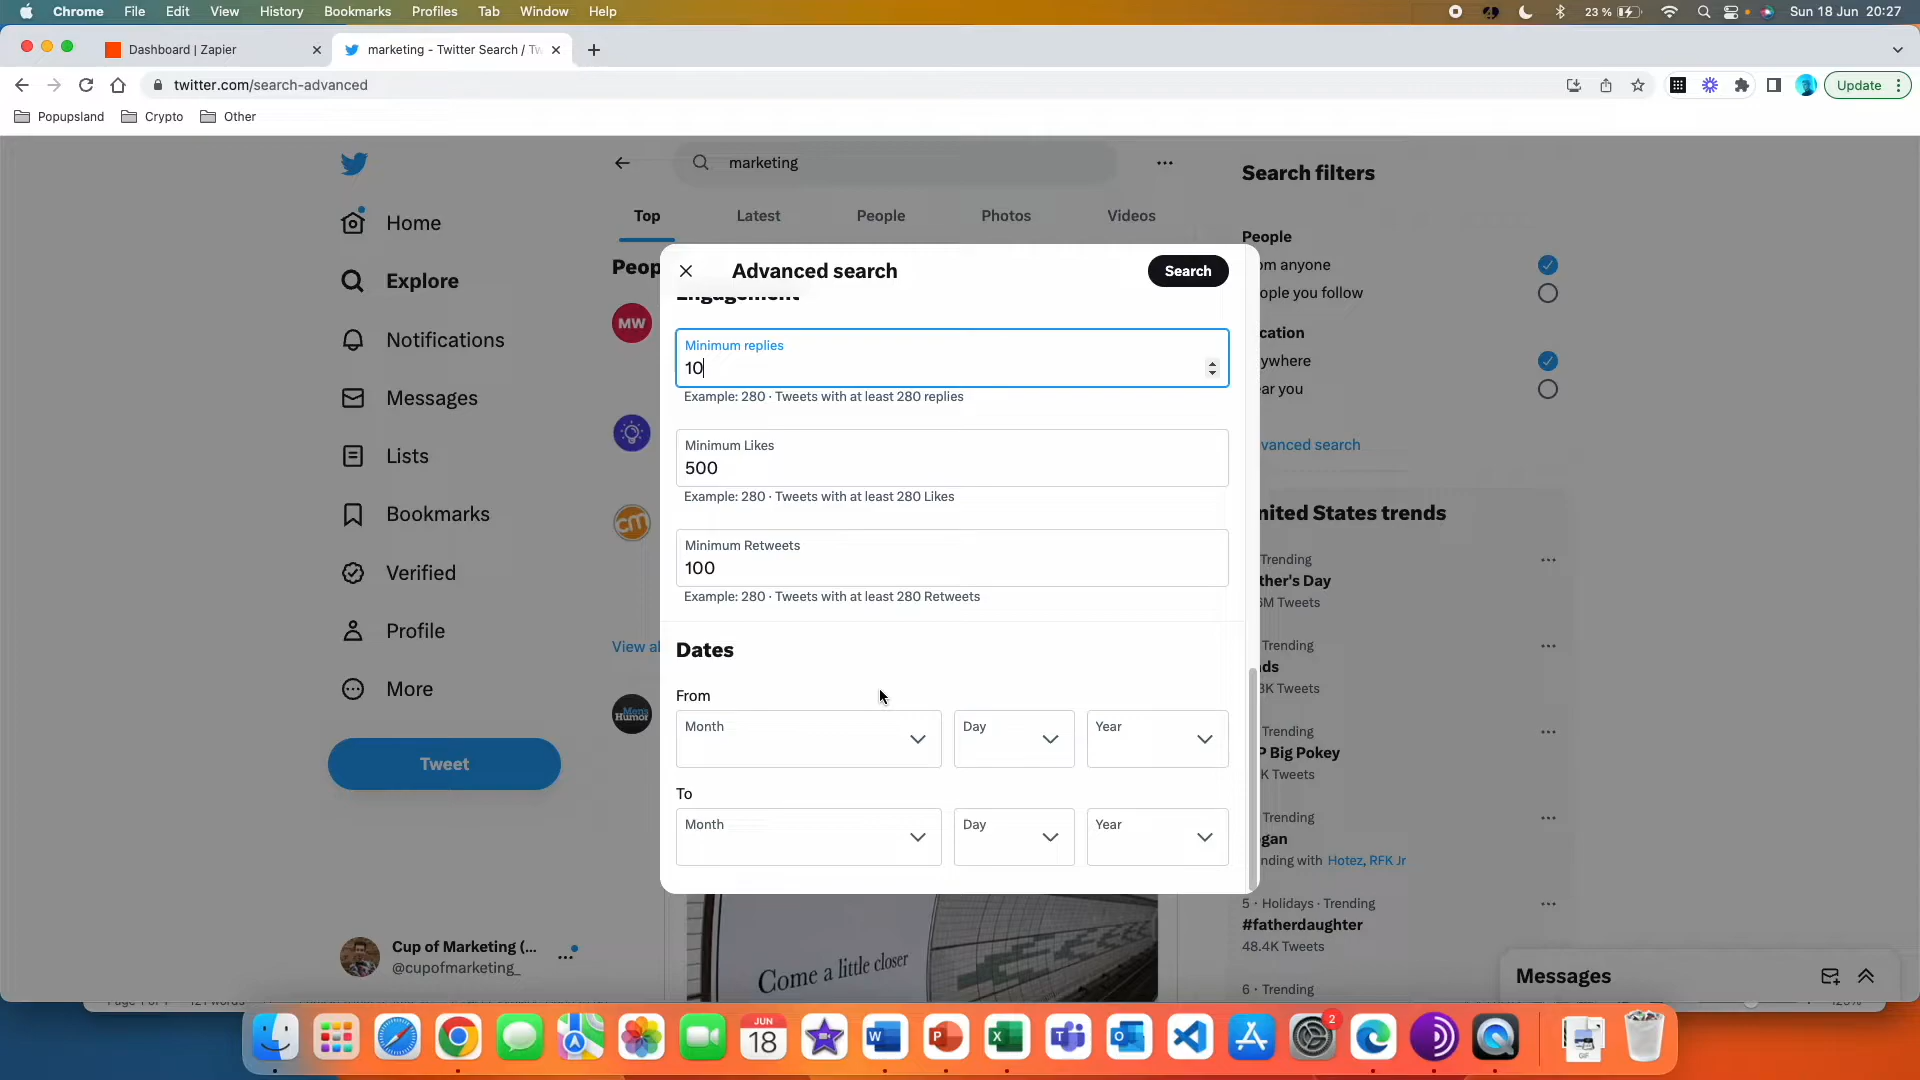 Chrome File Edit View History Bookmarks Profiles Tab Window Help 23 % Sun 18 Jun 20:27
Dashboard | Zapier marketing - Twitter Search / Tw
twitter.com/search-advanced Update
Popupsland Crypto Other
marketing
Top Latest People Photos Videos
Home
Explore
Notifications
Messages
Lists
Bookmarks
Verified
Profile
More
Tweet
Cup of Marketing (...
@cupofmarketing_
Peop
MW
cm
View al
Men's Humor
Advanced search Search
Engagement
Minimum replies
10
Example: 280 · Tweets with at least 280 replies
Minimum Likes
500
Example: 280 · Tweets with at least 280 Likes
Minimum Retweets
100
Example: 280 · Tweets with at least 280 Retweets
Dates
From
Month Day Year
To
Month Day Year
Come a little closer
Search filters
People
om anyone
ople you follow
cation
ywhere
ear you
vanced search
nited States trends
Trending
ther's Day
M Tweets
Trending
ds
K Tweets
Trending
P Big Pokey
K Tweets
Trending
gan
nding with Hotez, RFK Jr
5 · Holidays · Trending
#fatherdaughter
48.4K Tweets
6 · Trending
Messages
JUN
18
2
GIF